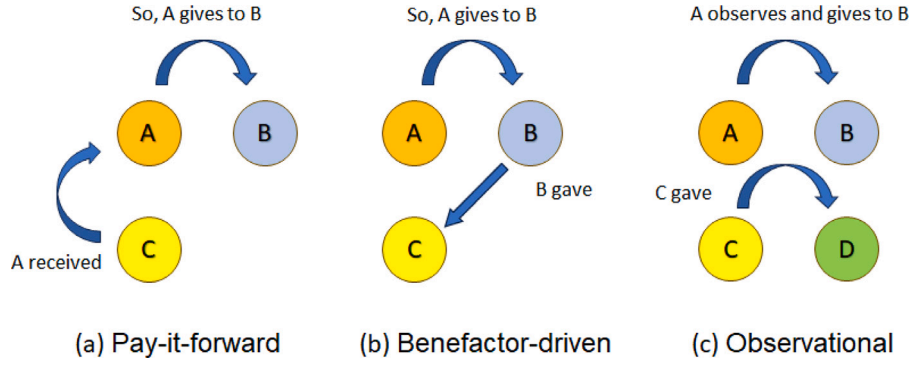 So, A gives to B
A
B
C
A received
(a) Pay-it-forward
So, A gives to B
A
B
B gave
C
(b) Benefactor-driven
A observes and gives to B
A
B
C gave
C
D
(c) Observational